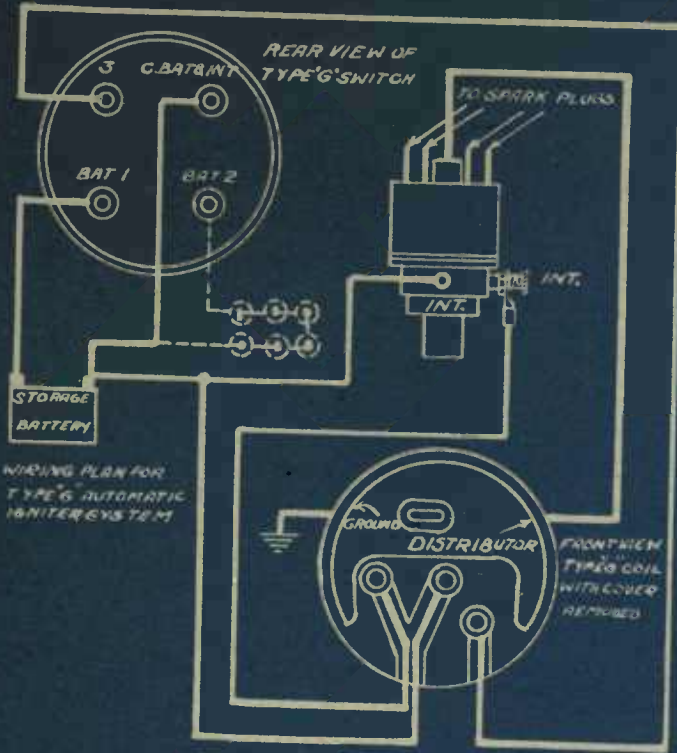 REAR VIEW OF
TYPE "G" SWITCH
3
C.BAT&INT
BAT 1
BAT 2
TO SPARK PLUGS
INT.
INT.
STORAGE
BATTERY
WIRING PLAN FOR
TYPE G AUTOMATIC
IGNITER SYSTEM
GROUND
DISTRIBUTOR
FRONT VIEW
TYPE G COIL
WITH COVER
REMOVED